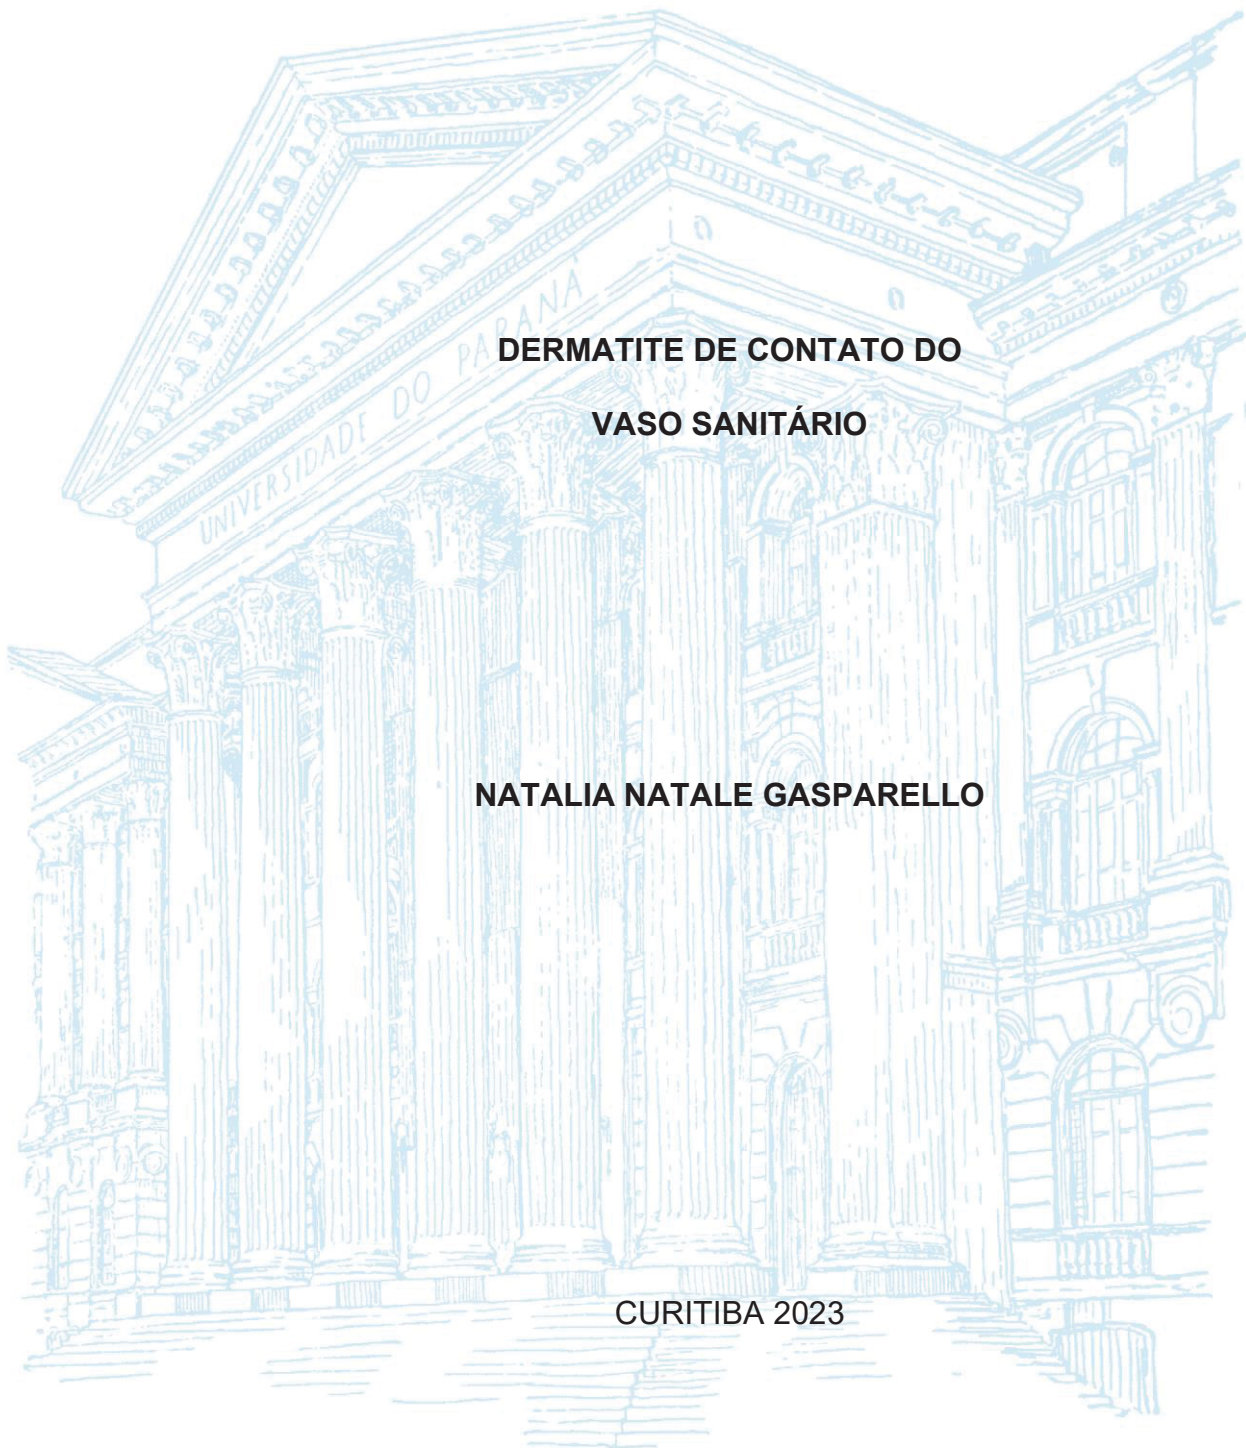 UNIVERSIDADE DO PARANÁ
DERMATITE DE CONTATO DO
VASO SANITÁRIO
NATALIA NATALE GASPARELLO
CURITIBA 2023